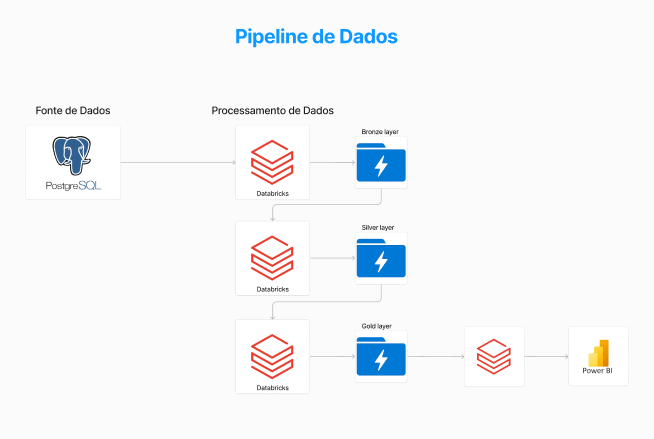 Pipeline de Dados
Fonte de Dados
Processamento de Dados
PostgreSQL
Databricks
Bronze layer
Databricks
Silver layer
Databricks
Gold layer
Power BI